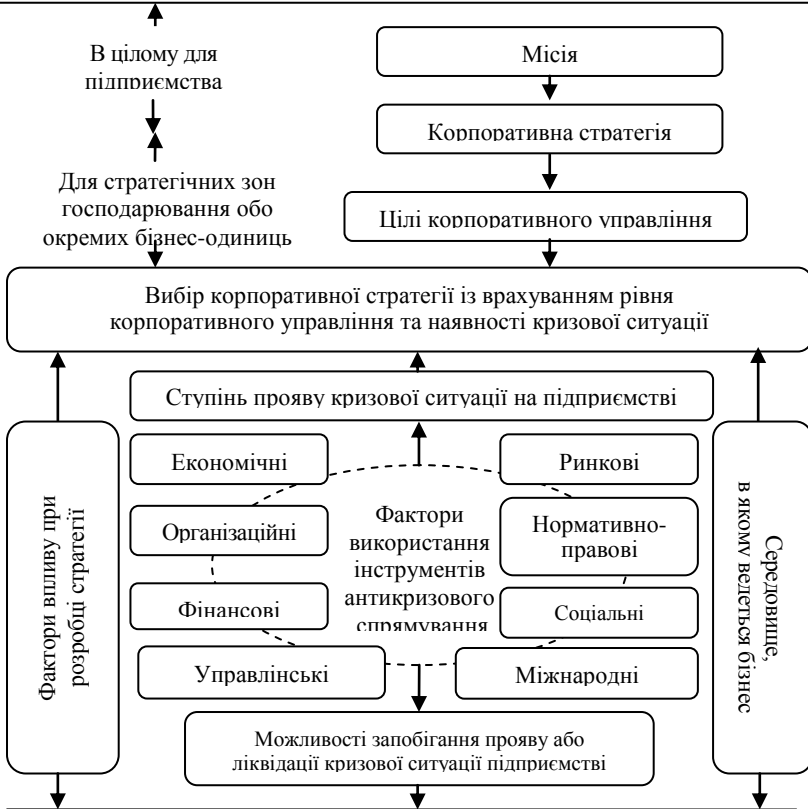 В цілому для
підприємства
Місія
Корпоративна стратегія
Для стратегічних зон
господарювання або
окремих бізнес-одиниць
Цілі корпоративного управління
Вибір корпоративної стратегії із врахуванням рівня
корпоративного управління та наявності кризової ситуації
Ступінь прояву кризової ситуації на підприємстві
Фактори впливу при
розробці стратегії
Економічні
Організаційні
Фінансові
Управлінські
Фактори
використання
інструментів
антикризового
спрямування
Ринкові
Нормативно-
правові
Соціальні
Міжнародні
Середовище,
в якому ведеться бізнес
Можливості запобігання прояву або
ліквідації кризової ситуації підприємстві